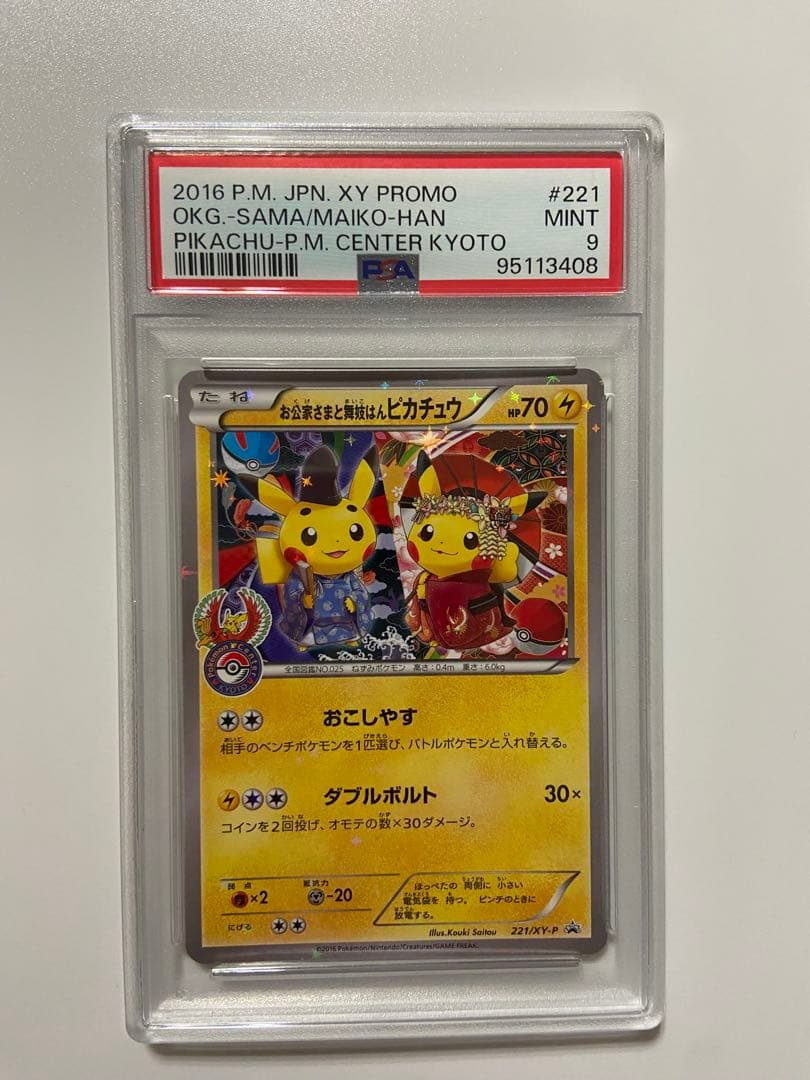 2016 P.M. JPN. XY PROMO #221
OKG.-SAMA/MAIKO-HAN MINT
PIKACHU-P.M. CENTER KYOTO 9
PSA 95113408
たね お公家さまと舞妓はんピカチュウ HP70
Pokémon Center
KYOTO
全国図鑑NO.025 ねずみポケモン 高さ:0.4m 重さ:6.0kg
おこしやす
相手のベンチポケモンを1匹選び、バトルポケモンと入れ替える。
ダブルボルト 30×
コインを2回投げ、オモテの数×30ダメージ。
弱点 ×2 抵抗力 -20
にげる
ほっぺたの 両側に 小さい
電気袋を 持つ。 ピンチのときに
放電する。
Illus.Kouki Saitou 221/XY-P
©2016 Pokémon/Nintendo/Creatures/GAME FREAK.